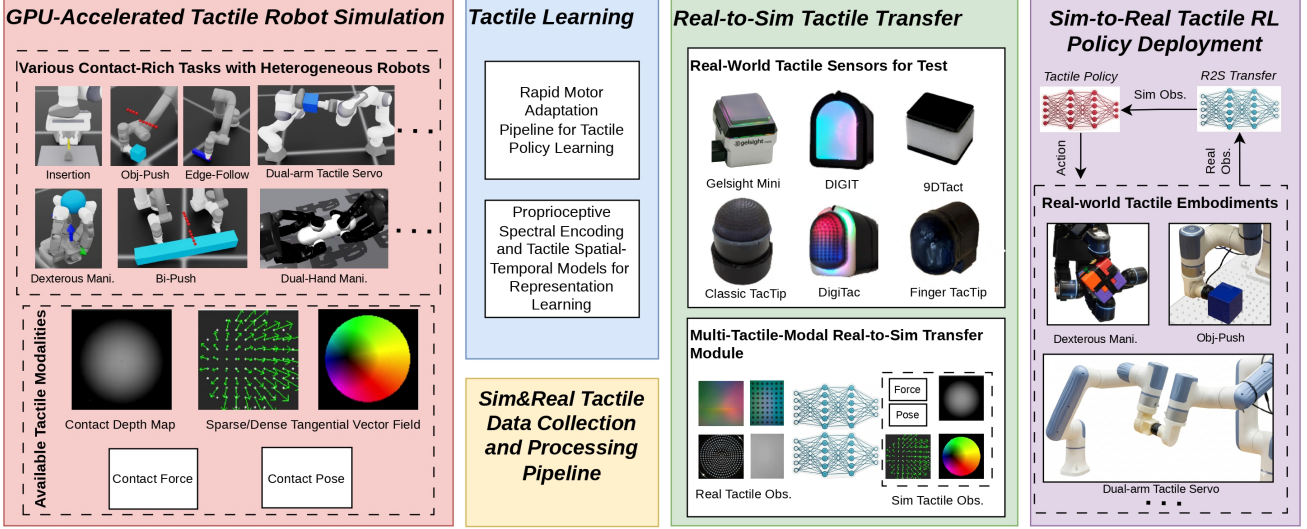 GPU-Accelerated Tactile Robot Simulation
Various Contact-Rich Tasks with Heterogeneous Robots
Insertion
Obj-Push
Edge-Follow
Dual-arm Tactile Servo
. . .
Dexterous Mani.
Bi-Push
Dual-Hand Mani.
. . .
Available Tactile Modalities
Contact Depth Map
Sparse/Dense Tangential Vector Field
Contact Force
Contact Pose
Tactile Learning
Rapid Motor
Adaptation
Pipeline for Tactile
Policy Learning
Proprioceptive
Spectral Encoding
and Tactile Spatial-
Temporal Models for
Representation
Learning
Sim&Real Tactile
Data Collection
and Processing
Pipeline
Real-to-Sim Tactile Transfer
Real-World Tactile Sensors for Test
gelsight
Gelsight Mini
DIGIT
9DTact
Classic TacTip
DigiTac
Finger TacTip
Multi-Tactile-Modal Real-to-Sim Transfer
Module
Force
Pose
Real Tactile Obs.
Sim Tactile Obs.
Sim-to-Real Tactile RL
Policy Deployment
Tactile Policy
R2S Transfer
Sim Obs.
Action
Real
Obs.
Real-world Tactile Embodiments
Dexterous Mani.
Obj-Push
Dual-arm Tactile Servo
. . .